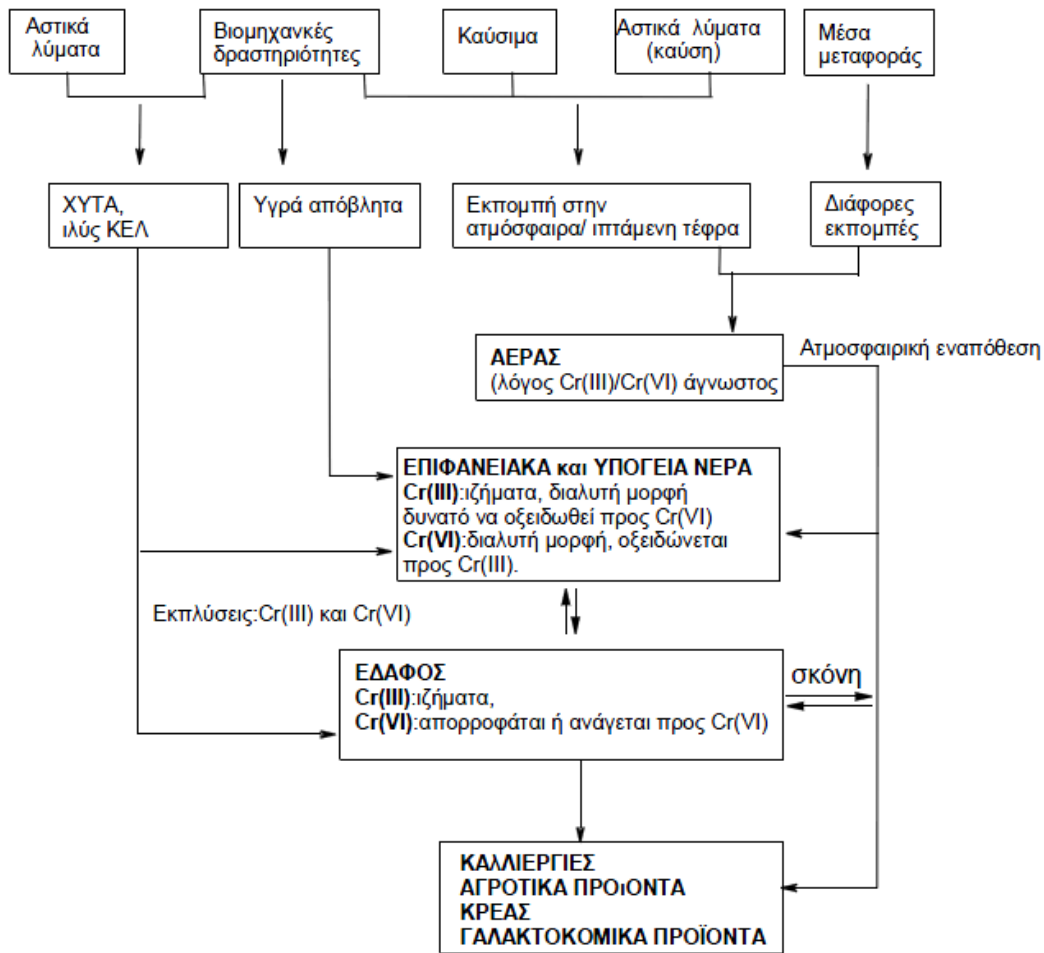 Αστικά
λύματα
Βιομηχανκές
δραστηριότητες
Καύσιμα
Αστικά λύματα
(καύση)
Μέσα
μεταφοράς
ΧΥΤΑ,
ιλύς ΚΕΛ
Υγρά απόβλητα
Εκπομπή στην
ατμόσφαιρα/ ιπτάμενη τέφρα
Διάφορες
εκπομπές
ΑΕΡΑΣ
(λόγος Cr(III)/Cr(VI) άγνωστος
Ατμοσφαιρική εναπόθεση
ΕΠΙΦΑΝΕΙΑΚΑ και ΥΠΟΓΕΙΑ ΝΕΡΑ
Cr(III):ιζήματα, διαλυτή μορφή
δυνατό να οξειδωθεί προς Cr(VI)
Cr(VI):διαλυτή μορφή, οξειδώνεται
προς Cr(III).
Εκπλύσεις:Cr(III) και Cr(VI)
ΕΔΑΦΟΣ
Cr(III):ιζήματα,
Cr(VI):απορροφάται ή ανάγεται προς Cr(VI)
σκόνη
ΚΑΛΛΙΕΡΓΙΕΣ
ΑΓΡΟΤΙΚΑ ΠΡΟιΟΝΤΑ
ΚΡΕΑΣ
ΓΑΛΑΚΤΟΚΟΜΙΚΑ ΠΡΟΪΟΝΤΑ